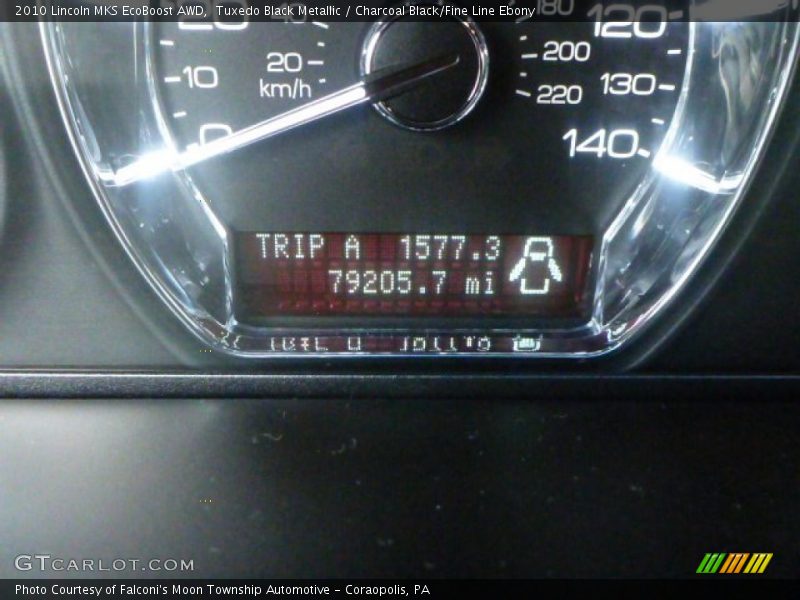 2010 Lincoln MKS EcoBoost AWD, Tuxedo Black Metallic / Charcoal Black/Fine Line Ebony
120
10
20
200
130
km/h
220
0
140
TRIP A 1577.3
79205.7 mi
GTCARLOT.COM
Photo Courtesy of Falconi's Moon Township Automotive - Coraopolis, PA